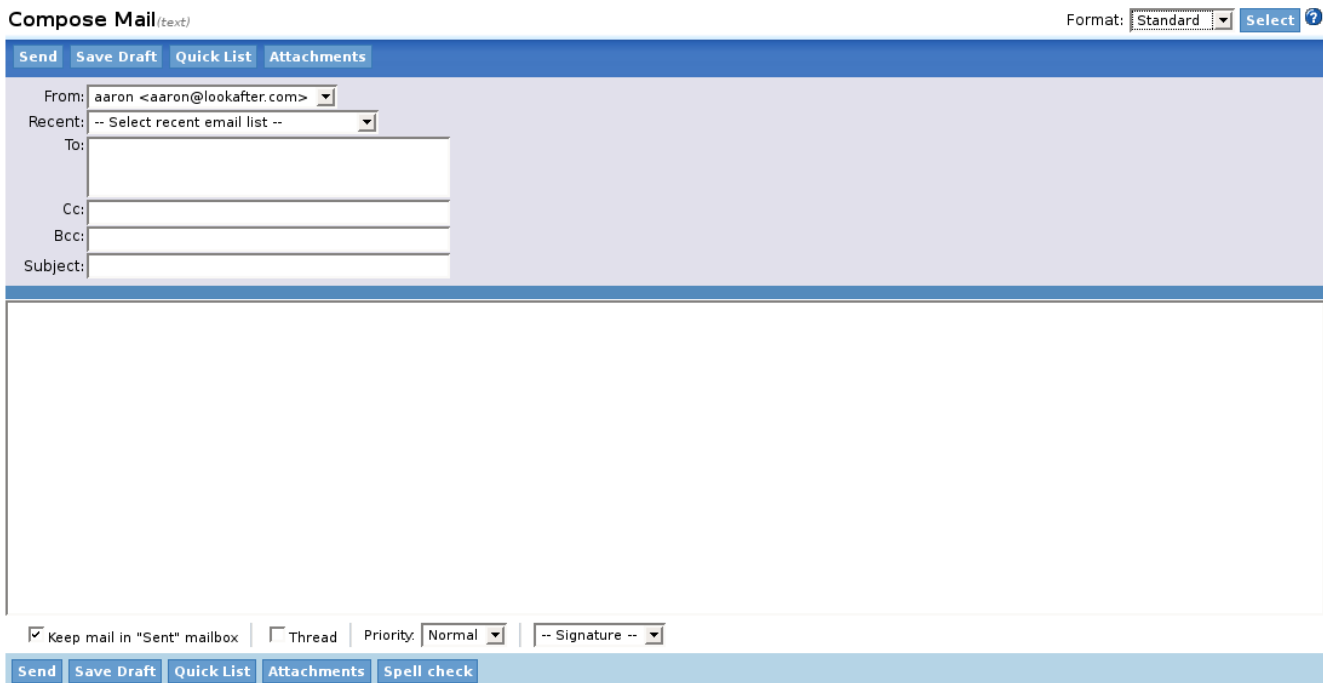 Compose Mail(text) Format: Standard Select ?
Send Save Draft Quick List Attachments
From: aaron <aaron@lookafter.com>
Recent: -- Select recent email list --
To:
Cc:
Bcc:
Subject:
Keep mail in "Sent" mailbox Thread Priority: Normal -- Signature --
Send Save Draft Quick List Attachments Spell check